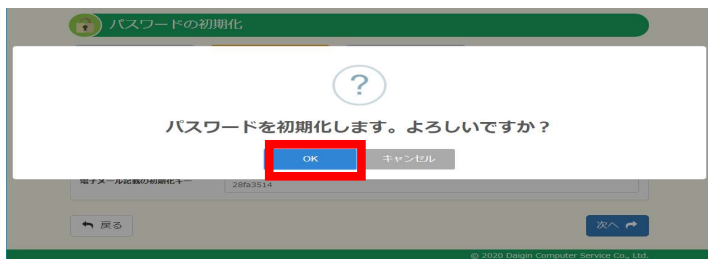 パスワードの初期化
?
パスワードを初期化します。よろしいですか？
OK
キャンセル
電子メール記載の初期化キー
28fa3514
戻る
次へ
© 2020 Daigin Computer Service Co., Ltd.